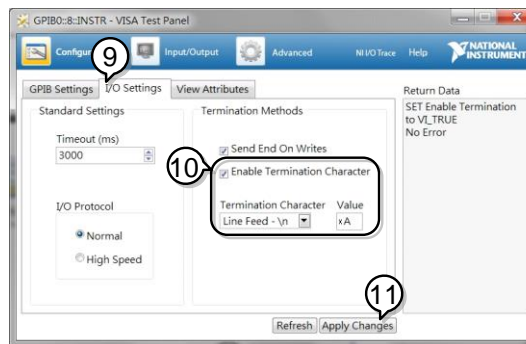 GPIB0::8::INSTR - VISA Test Panel
Configur
Input/Output
Advanced
NI I/O Trace
Help
NATIONAL
INSTRUMENT
9
GPIB Settings
I/O Settings
View Attributes
Return Data
Standard Settings
Termination Methods
SET Enable Termination
to VI_TRUE
No Error
Timeout (ms)
3000
Send End On Writes
10
Enable Termination Character
I/O Protocol
Termination Character
Value
Line Feed - \n
xA
Normal
High Speed
11
Refresh
Apply Changes